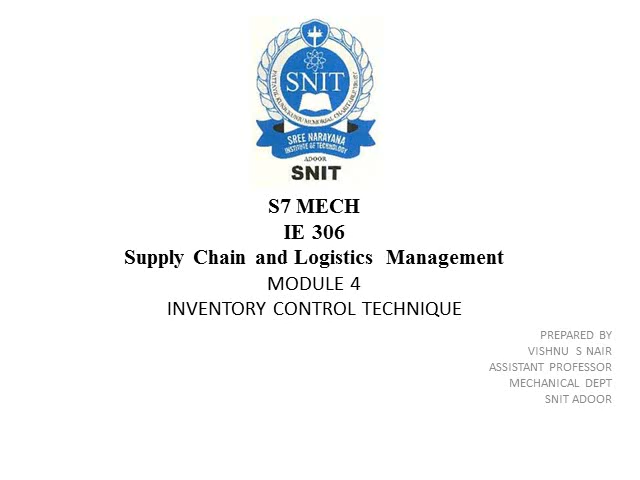 SNIT
SREE NARAYANA
INSTITUTE OF TECHNOLOGY
ADOOR
SNIT
S7 MECH
IE 306
Supply Chain and Logistics Management
MODULE 4
INVENTORY CONTROL TECHNIQUE
PREPARED BY
VISHNU S NAIR
ASSISTANT PROFESSOR
MECHANICAL DEPT
SNIT ADOOR